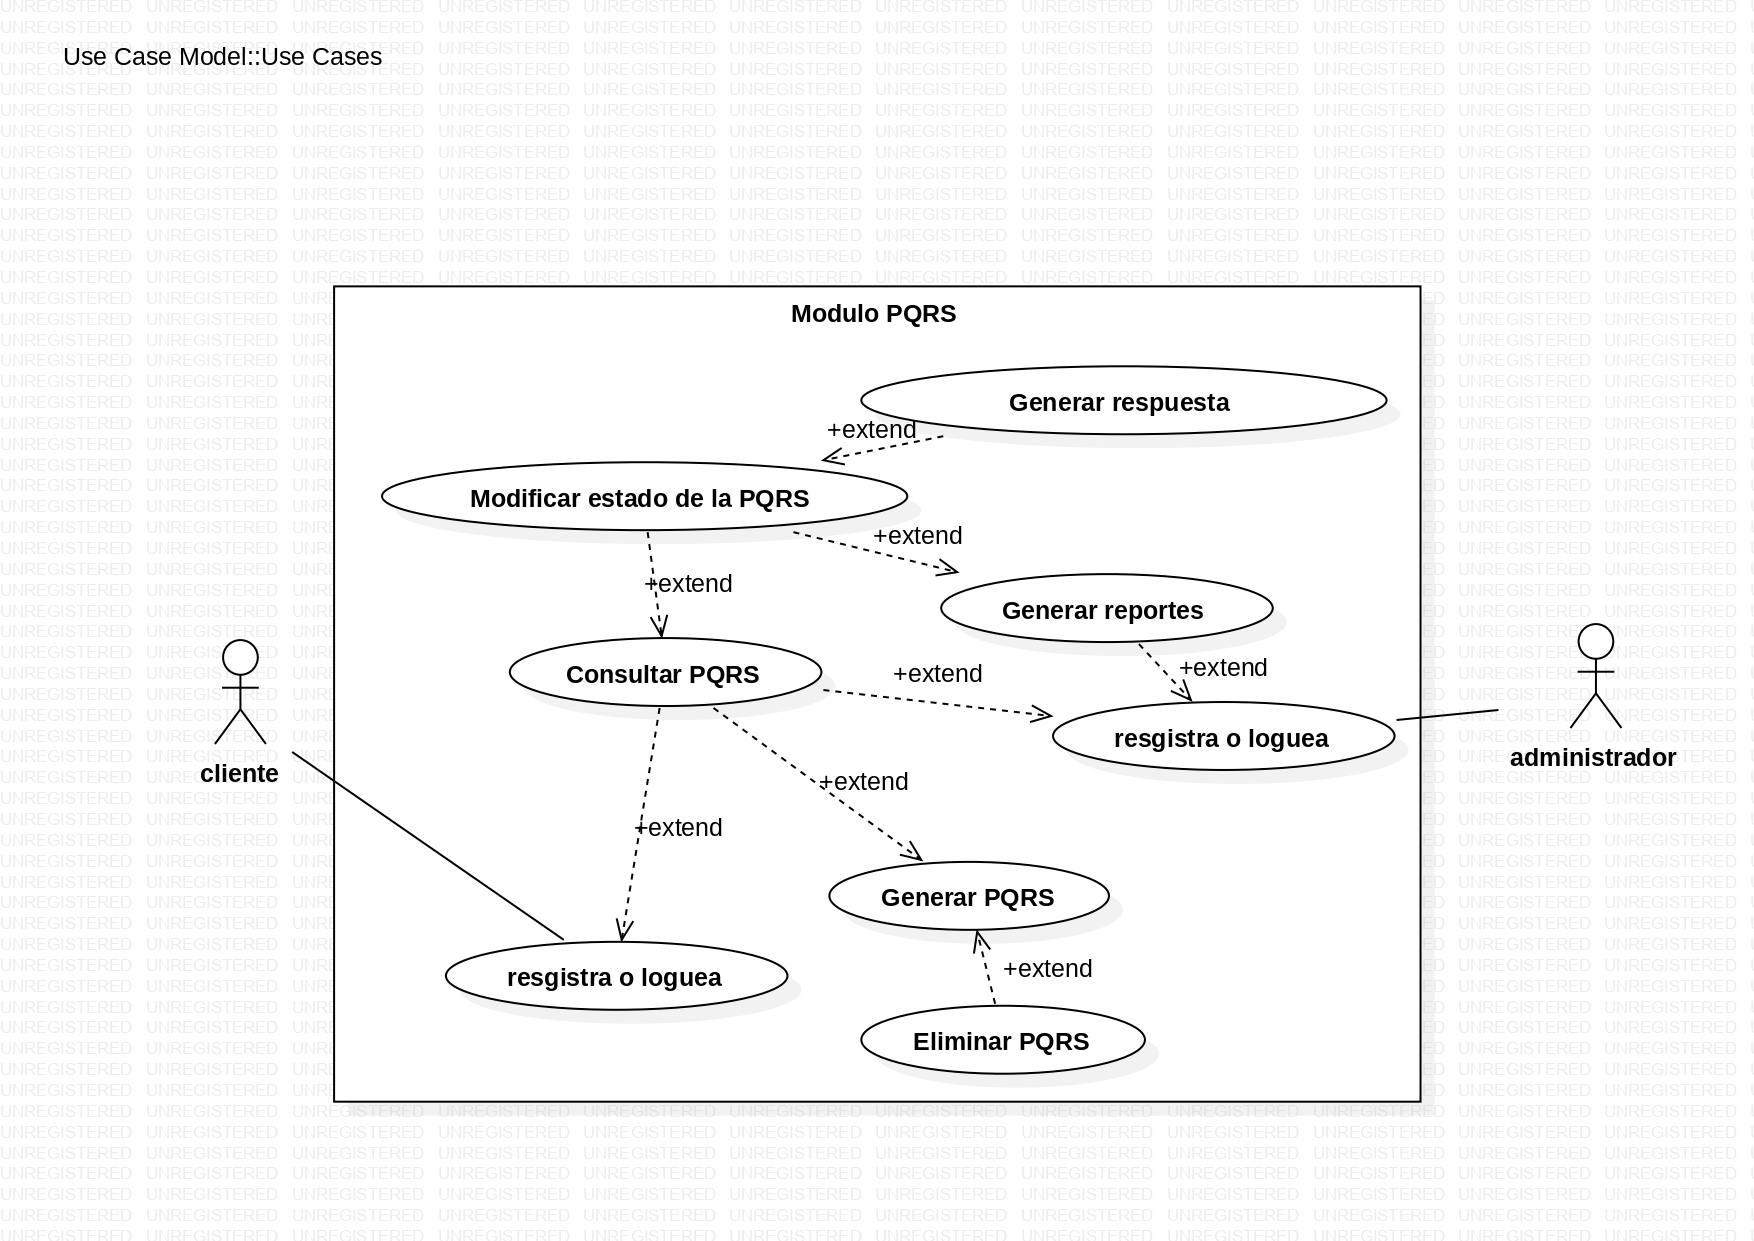 Use Case Model::Use Cases
Modulo PQRS
Generar respuesta
+extend
Modificar estado de la PQRS
+extend
+extend
Generar reportes
Consultar PQRS
+extend
+extend
resgistra o loguea
administrador
cliente
+extend
+extend
Generar PQRS
resgistra o loguea
+extend
Eliminar PQRS
UNREGISTERED